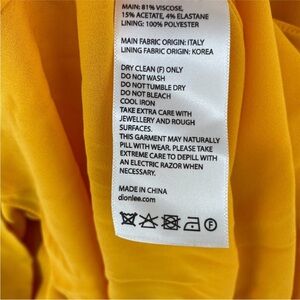 MAIN: 81% VISCOSE,
15% ACETATE, 4% ELASTANE
LINING: 100% POLYESTER
MAIN FABRIC ORIGIN: ITALY
LINING FABRIC ORIGIN: KOREA
DRY CLEAN (F) ONLY
DO NOT WASH
DO NOT TUMBLE DRY
DO NOT BLEACH
COOL IRON
TAKE EXTRA CARE WITH
JEWELLERY AND ROUGH
SURFACES.
THIS GARMENT MAY NATURALLY
PILL WITH WEAR. PLEASE TAKE
EXTREME CARE TO DEPILL WITH
AN ELECTRIC RAZOR WHEN
NECESSARY.
MADE IN CHINA
dionlee.com
F